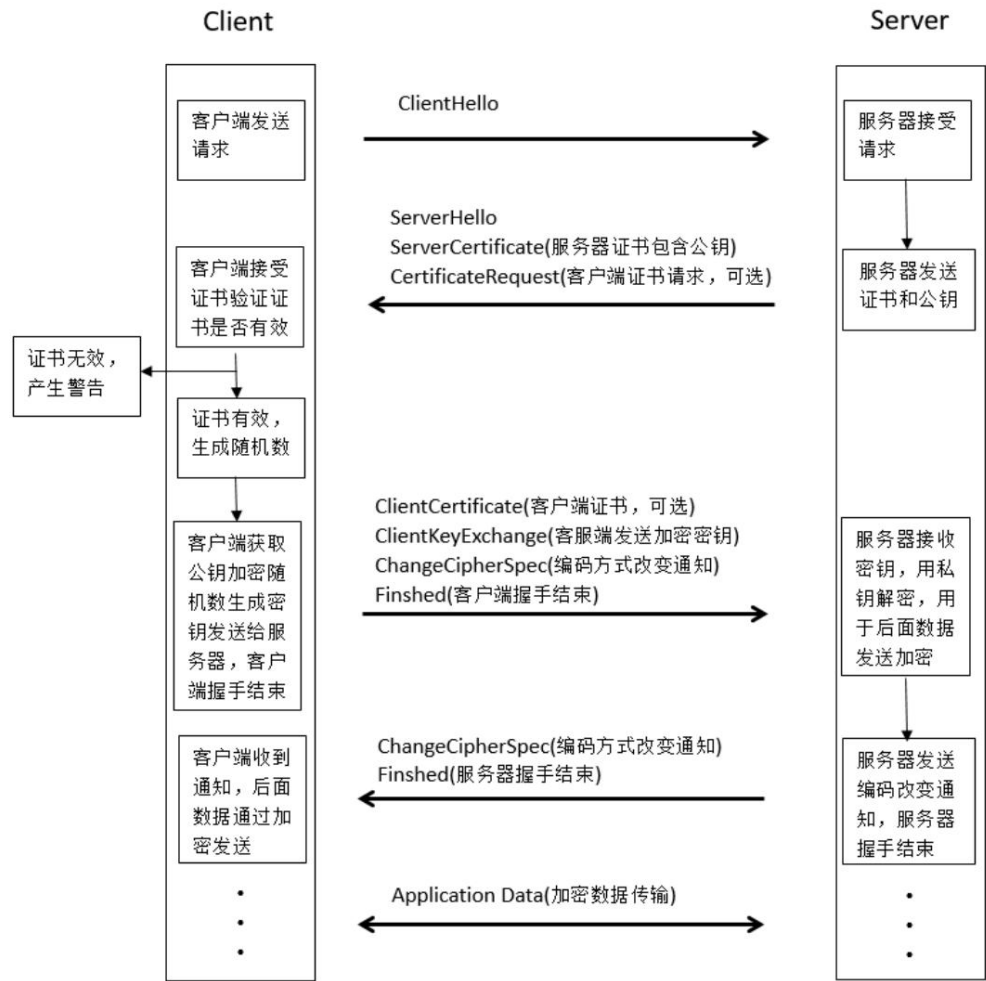 Client
Server
ClientHello
客户端发送
请求
服务器接受
请求
ServerHello
ServerCertificate(服务器证书包含公钥)
CertificateRequest(客户端证书请求，可选)
客户端接受
证书验证证
书是否有效
服务器发送
证书和公钥
证书无效，
产生警告
证书有效，
生成随机数
ClientCertificate(客户端证书，可选)
ClientKeyExchange(客服端发送加密密钥)
ChangeCipherSpec(编码方式改变通知)
Finshed(客户端握手结束)
客户端获取
公钥加密随
机数生成密
钥发送给服
务器，客户
端握手结束
服务器接收
密钥，用私
钥解密，用
于后面数据
发送加密
ChangeCipherSpec(编码方式改变通知)
Finshed(服务器握手结束)
客户端收到
通知，后面
数据通过加
密发送
服务器发送
编码改变通
知，服务器
握手结束
Application Data(加密数据传输)